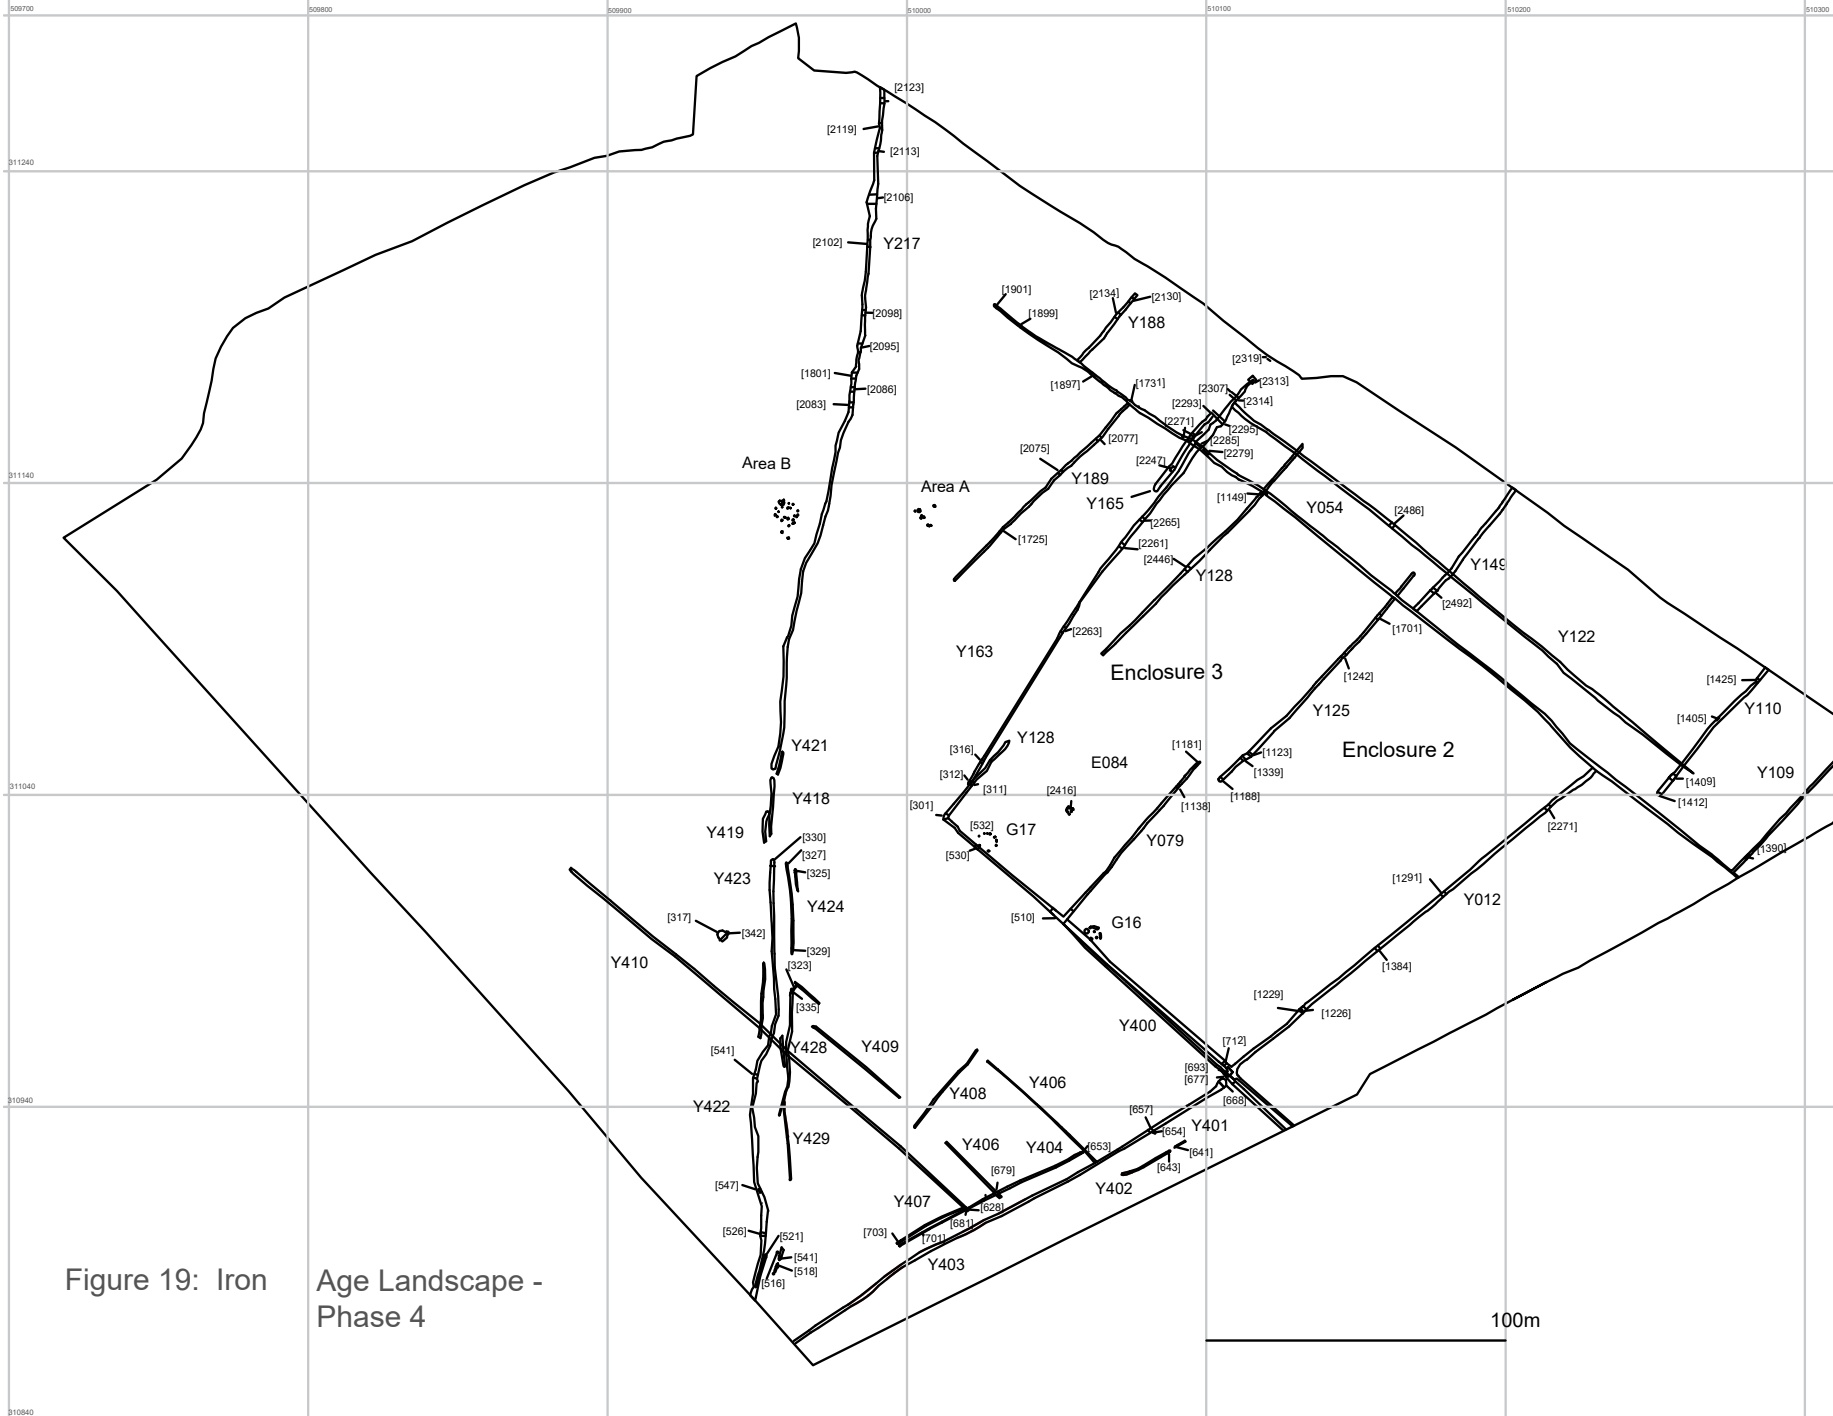 509700
509800
509900
510000
510100
510200
510300
311240
311140
311040
310940
310840
[2123]
[2119]
[2113]
[2106]
[2102]
Y217
[2098]
[2095]
[1801]
[2086]
[2083]
Area B
Area A
[1901]
[1899]
[2134]
[2130]
Y188
[1897]
[1731]
[2319]
[2307]
[2313]
[2293]
[2314]
[2271]
[2295]
[2285]
[2279]
[2077]
[2075]
[2247]
Y189
Y165
[1149]
Y054
[2486]
[2265]
[1725]
[2261]
[2446]
Y128
Y149
[2492]
[2263]
[1701]
Y163
Y122
Enclosure 3
[1242]
[1425]
Y125
[1405]
Y110
Y421
[316]
Y128
[1181]
[1123]
Enclosure 2
E084
[312]
[1339]
Y109
[311]
[2416]
[1138]
[1188]
[1409]
[1412]
Y418
[301]
Y419
[532]
G17
[2271]
[330]
[530]
Y079
[327]
[1390]
Y423
[325]
[1291]
Y012
Y424
[317]
[510]
G16
[342]
[329]
[1384]
Y410
[323]
[1229]
[335]
[1226]
Y400
Y409
[712]
Y428
[541]
[693]
[677]
Y406
Y408
[668]
Y422
[657]
Y401
[654]
Y429
Y406
Y404
[653]
[641]
[643]
[679]
Y402
[547]
Y407
[628]
[681]
[526]
[521]
[703]
[701]
[541]
Y403
[518]
[516]
Figure 19: Iron Age Landscape -
Phase 4
100m